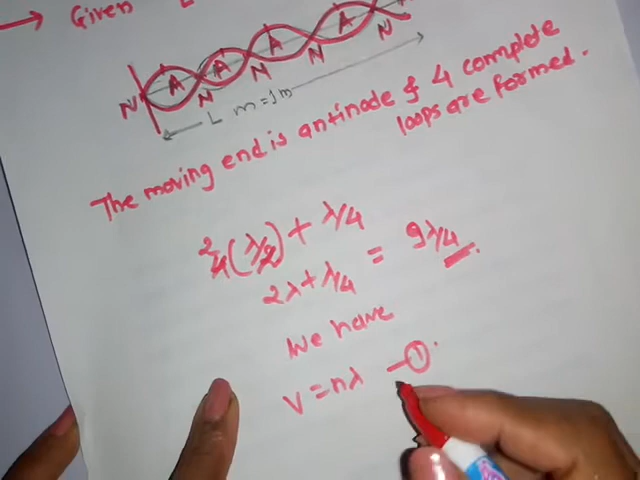 → Given L
N A N A N A N A N
L m=1m
The moving end is antinode & 4 complete
loops are formed.
4(λ/2) + λ/4
2
2λ+λ/4 = 9λ/4.
We have
V = nλ —①.